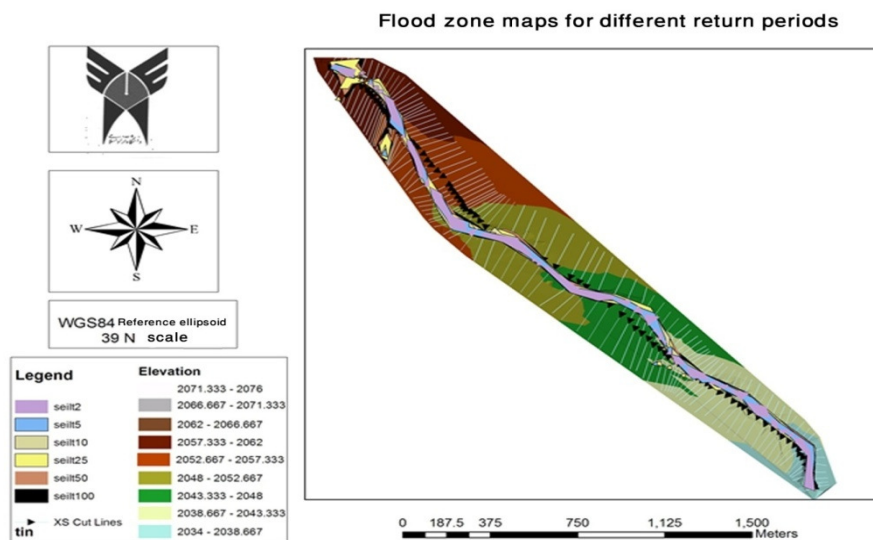 Flood zone maps for different return periods
N
W E
S
WGS84 Reference ellipsoid
39 N scale
Legend
seilt2
seilt5
seilt10
seilt25
seilt50
seilt100
XS Cut Lines
tin
Elevation
2071.333 - 2076
2066.667 - 2071.333
2062 - 2066.667
2057.333 - 2062
2052.667 - 2057.333
2048 - 2052.667
2043.333 - 2048
2038.667 - 2043.333
2034 - 2038.667
0 187.5 375 750 1,125 1,500
Meters